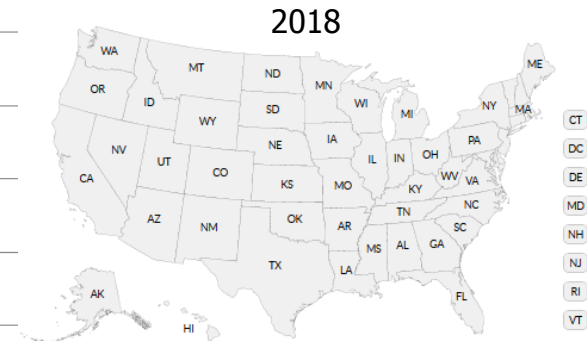 2018
WA
MT
ND
MN
ME
OR
ID
SD
WI
MI
NY
MA
WY
CT
NV
UT
NE
IA
PA
DC
CA
CO
IL
IN
OH
WV
VA
DE
KS
MO
KY
MD
AZ
NM
OK
AR
TN
NC
NH
TX
LA
MS
AL
GA
SC
NJ
AK
FL
RI
HI
VT